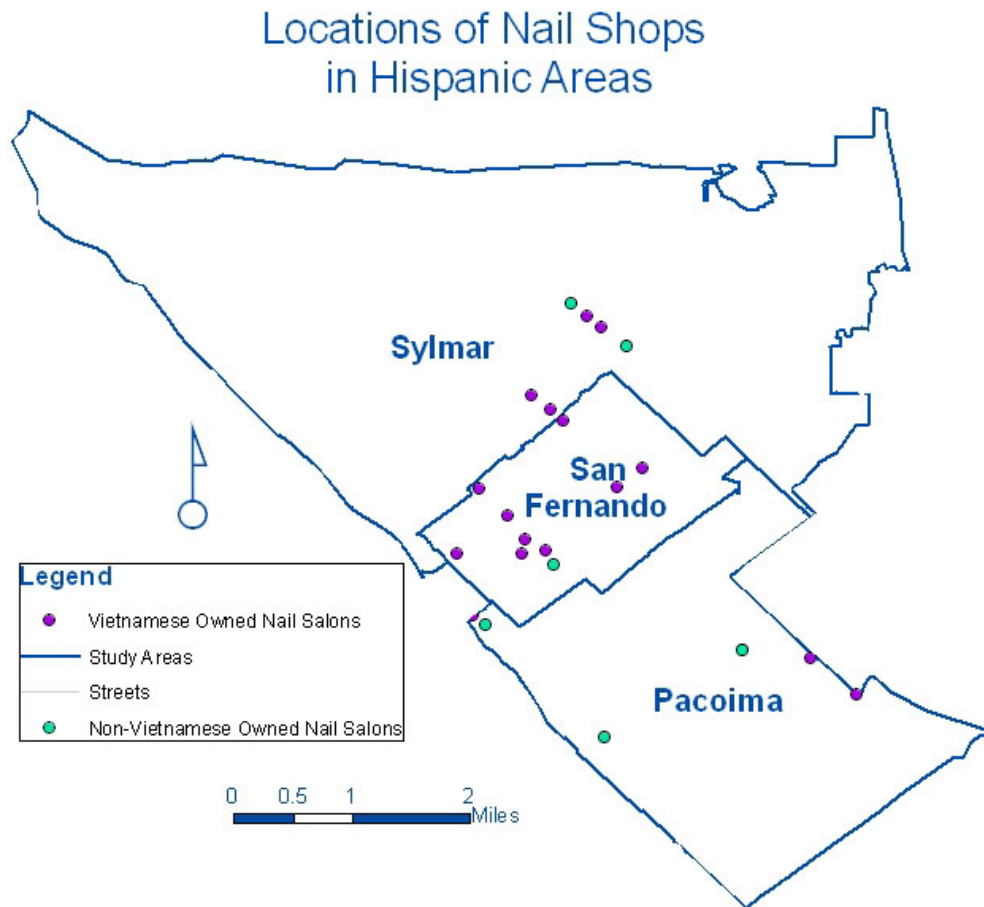 Locations of Nail Shops
in Hispanic Areas
Sylmar
San
Fernando
Pacoima
Legend
Vietnamese Owned Nail Salons
Study Areas
Streets
Non-Vietnamese Owned Nail Salons
0 0.5 1 2
Miles